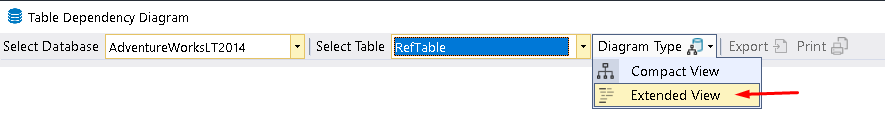 Table Dependency Diagram
Select Database AdventureWorksLT2014 Select Table RefTable Diagram Type Export Print
Compact View
Extended View